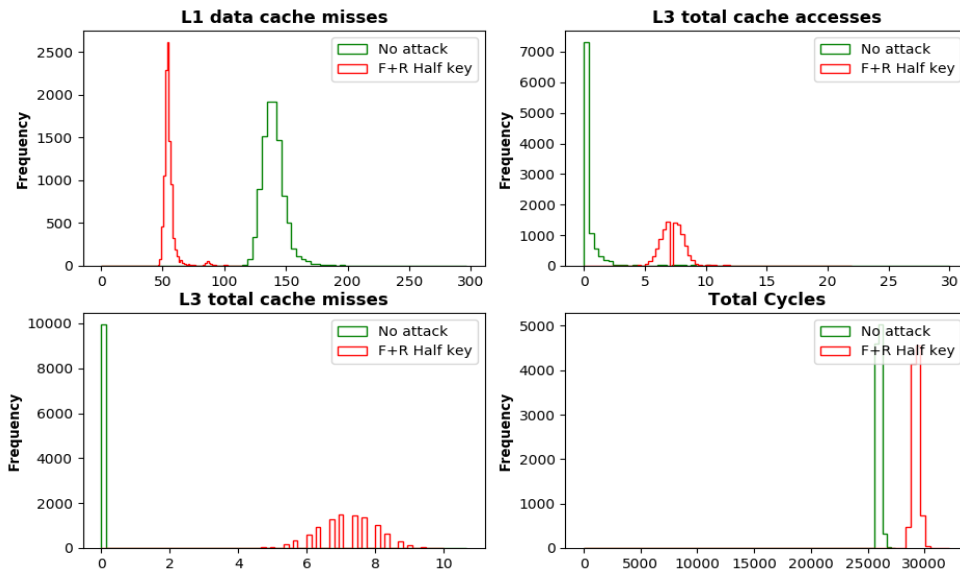 L1 data cache misses
Frequency
2500
2000
1500
1000
500
0
0 50 100 150 200 250 300
No attack
F+R Half key
L3 total cache accesses
Frequency
7000
6000
5000
4000
3000
2000
1000
0
0 5 10 15 20 25 30
No attack
F+R Half key
L3 total cache misses
Frequency
10000
8000
6000
4000
2000
0
0 2 4 6 8 10
No attack
F+R Half key
Total Cycles
Frequency
5000
4000
3000
2000
1000
0
0 5000 10000 15000 20000 25000 30000
No attack
F+R Half key